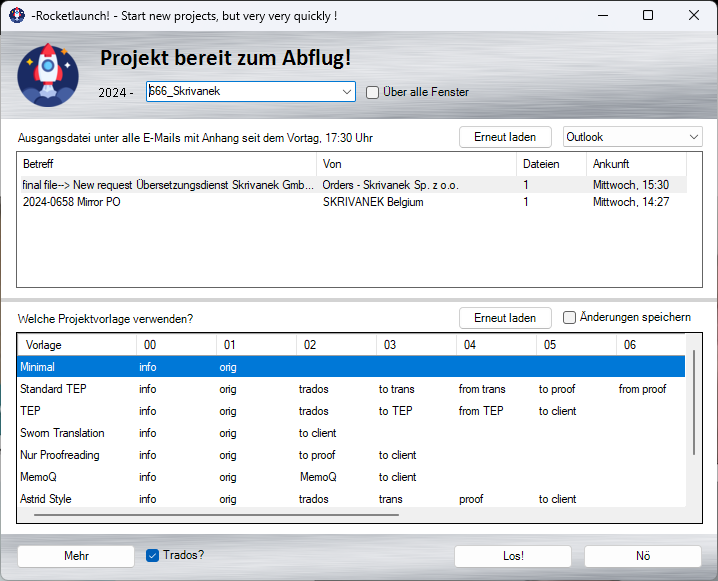 -Rocketlaunch! - Start new projects, but very very quickly !
Projekt bereit zum Abflug!
2024 - 666_Skrivanek Über alle Fenster
Ausgangsdatei unter alle E-Mails mit Anhang seit dem Vortag, 17:30 Uhr Erneut laden Outlook
Betreff Von Dateien Ankunft
final file--> New request Übersetzungsdienst Skrivanek Gmb... Orders - Skrivanek Sp. z o.o. 1 Mittwoch, 15:30
2024-0658 Mirror PO SKRIVANEK Belgium 1 Mittwoch, 14:27
Welche Projektvorlage verwenden? Erneut laden Änderungen speichern
Vorlage 00 01 02 03 04 05 06
Minimal info orig
Standard TEP info orig trados to trans from trans to proof from proof
TEP info orig trados to TEP from TEP to client
Sworn Translation info orig to client
Nur Proofreading info orig to proof to client
MemoQ info orig MemoQ to client
Astrid Style info orig trados trans proof to client
Mehr Trados? Los! Nö